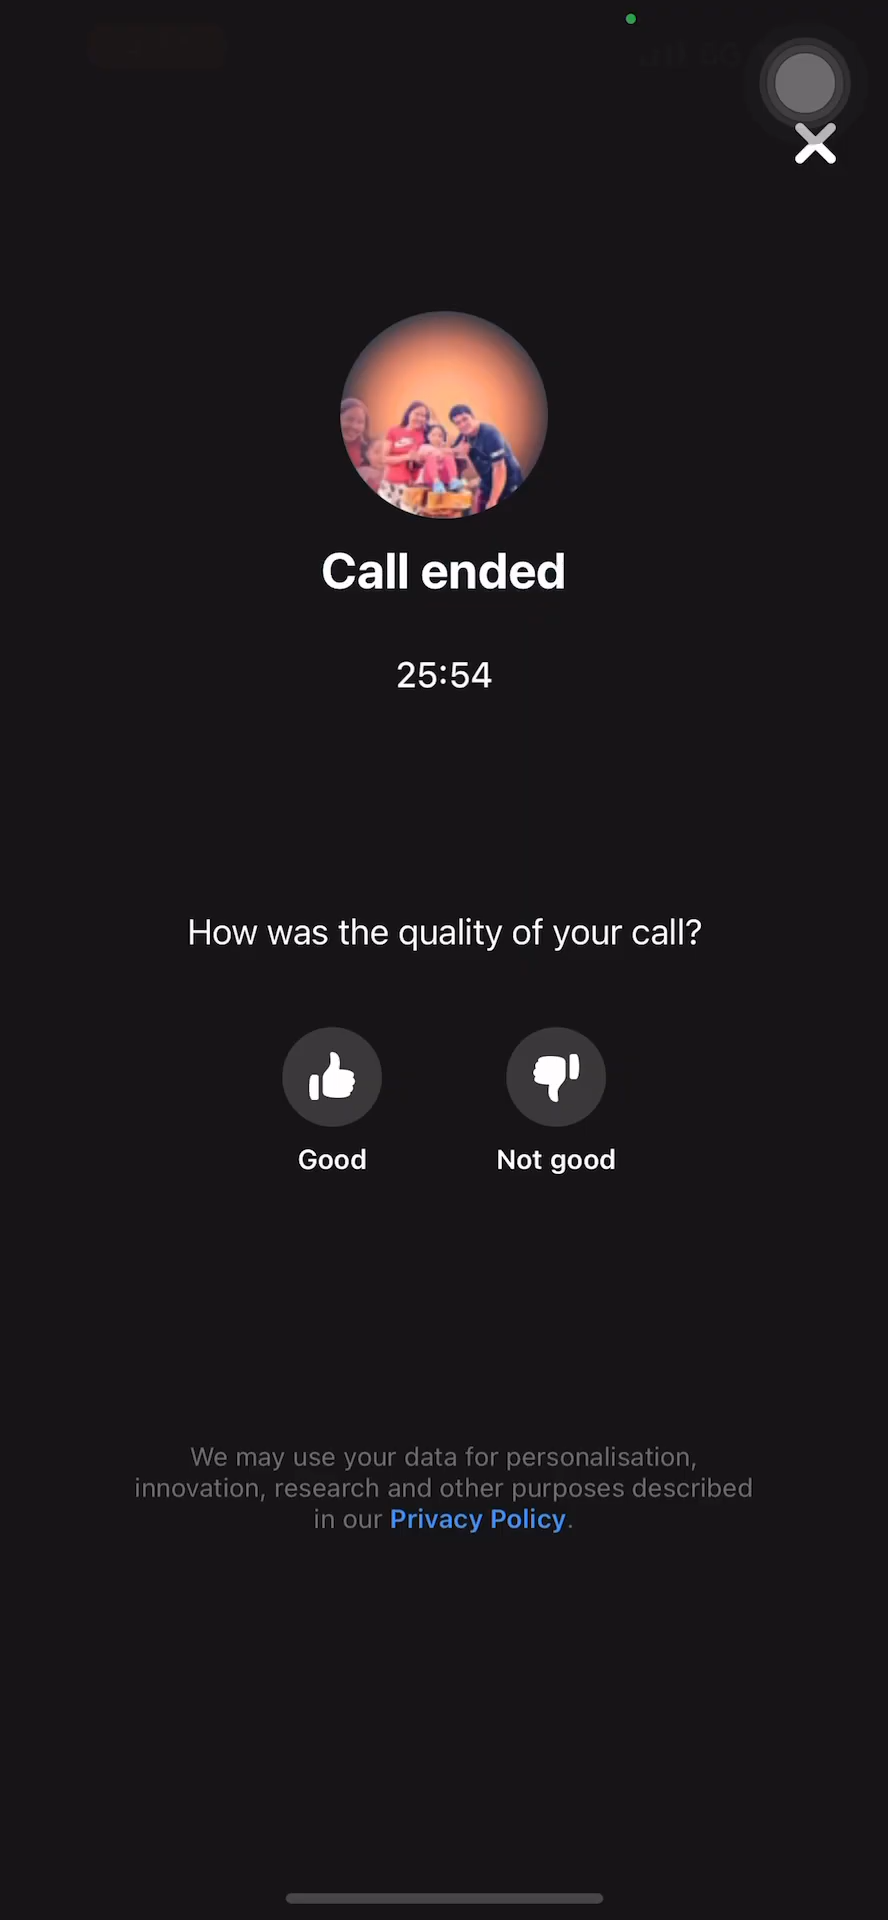 Call ended
25:54
How was the quality of your call?
Good
Not good
We may use your data for personalisation,
innovation, research and other purposes described
in our Privacy Policy.